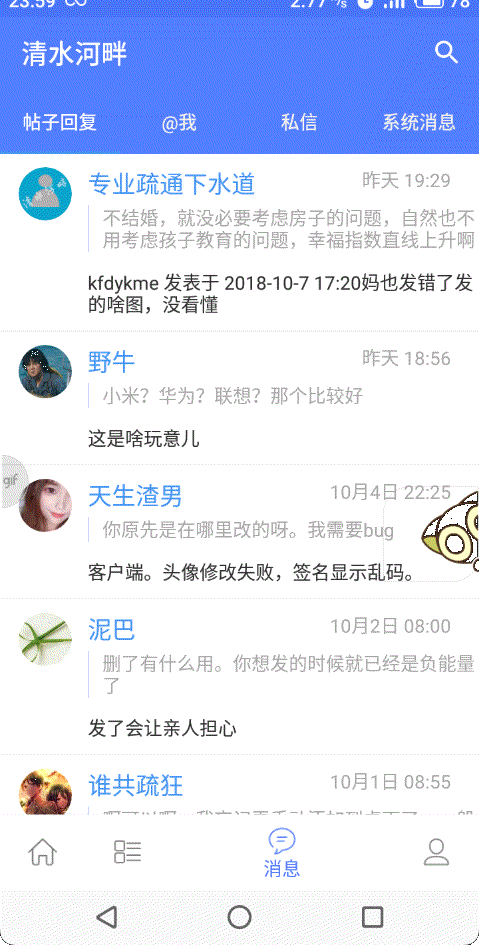 23:59
2.77 K/s
78
清水河畔
帖子回复 @我 私信 系统消息
专业疏通下水道 昨天 19:29
不结婚，就没必要考虑房子的问题，自然也不
用考虑孩子教育的问题，幸福指数直线上升啊
kfdykme 发表于 2018-10-7 17:20妈也发错了发
的啥图，没看懂
野牛 昨天 18:56
小米？华为？联想？那个比较好
这是啥玩意儿
gif
天生渣男 10月4日 22:25
你原先是在哪里改的呀。我需要bug
客户端。头像修改失败，签名显示乱码。
泥巴 10月2日 08:00
删了有什么用。你想发的时候就已经是负能量
了
发了会让亲人担心
谁共疏狂 10月1日 08:55
消息